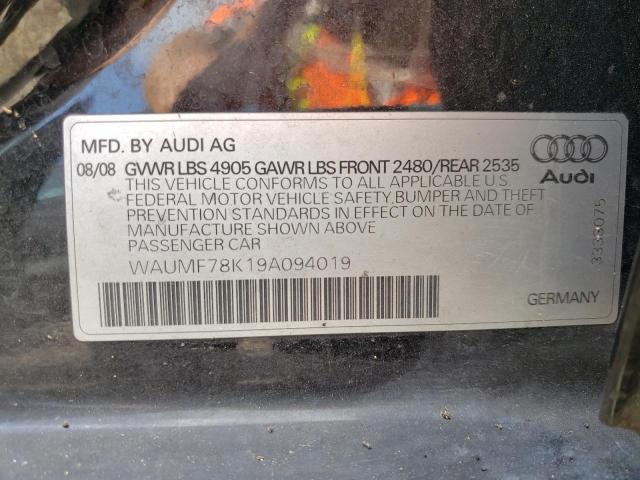 MFD. BY AUDI AG
08/08 GVWR LBS 4905 GAWR LBS FRONT 2480/REAR 2535
THIS VEHICLE CONFORMS TO ALL APPLICABLE U S
FEDERAL MOTOR VEHICLE SAFETY, BUMPER AND THEFT
PREVENTION STANDARDS IN EFFECT ON THE DATE OF
MANUFACTURE SHOWN ABOVE
PASSENGER CAR
WAUMF78K19A094019
Audi
3333075
GERMANY